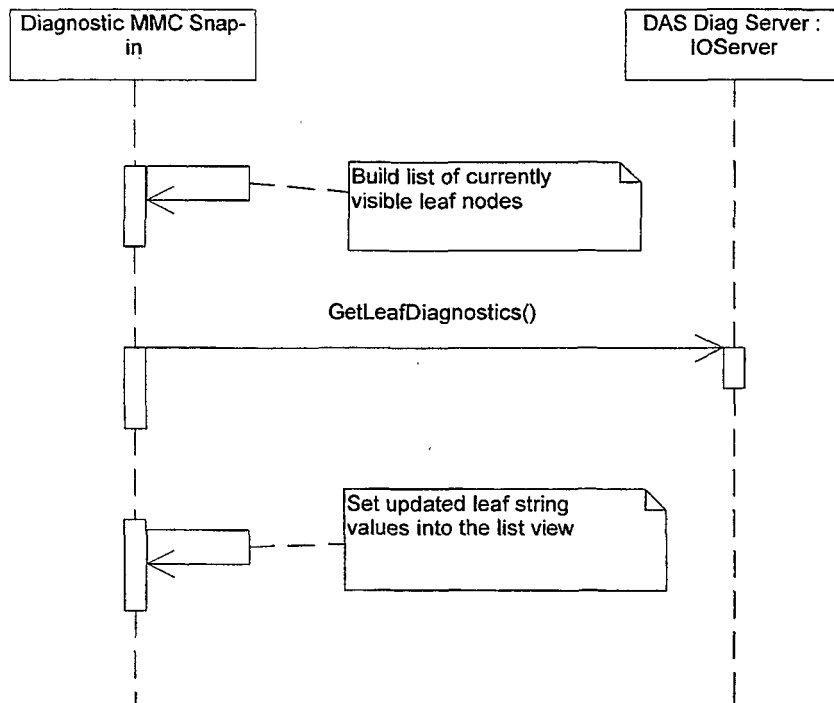 Diagnostic MMC Snap-
in
DAS Diag Server :
IOServer
Build list of currently
visible leaf nodes
GetLeafDiagnostics()
Set updated leaf string
values into the list view